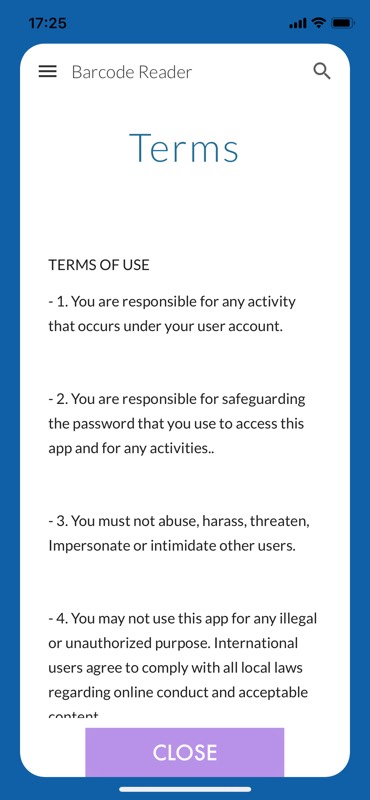 17:25
Barcode Reader
Terms
TERMS OF USE
- 1. You are responsible for any activity
that occurs under your user account.
- 2. You are responsible for safeguarding
the password that you use to access this
app and for any activities..
- 3. You must not abuse, harass, threaten,
Impersonate or intimidate other users.
- 4. You may not use this app for any illegal
or unauthorized purpose. International
users agree to comply with all local laws
regarding online conduct and acceptable
content
CLOSE